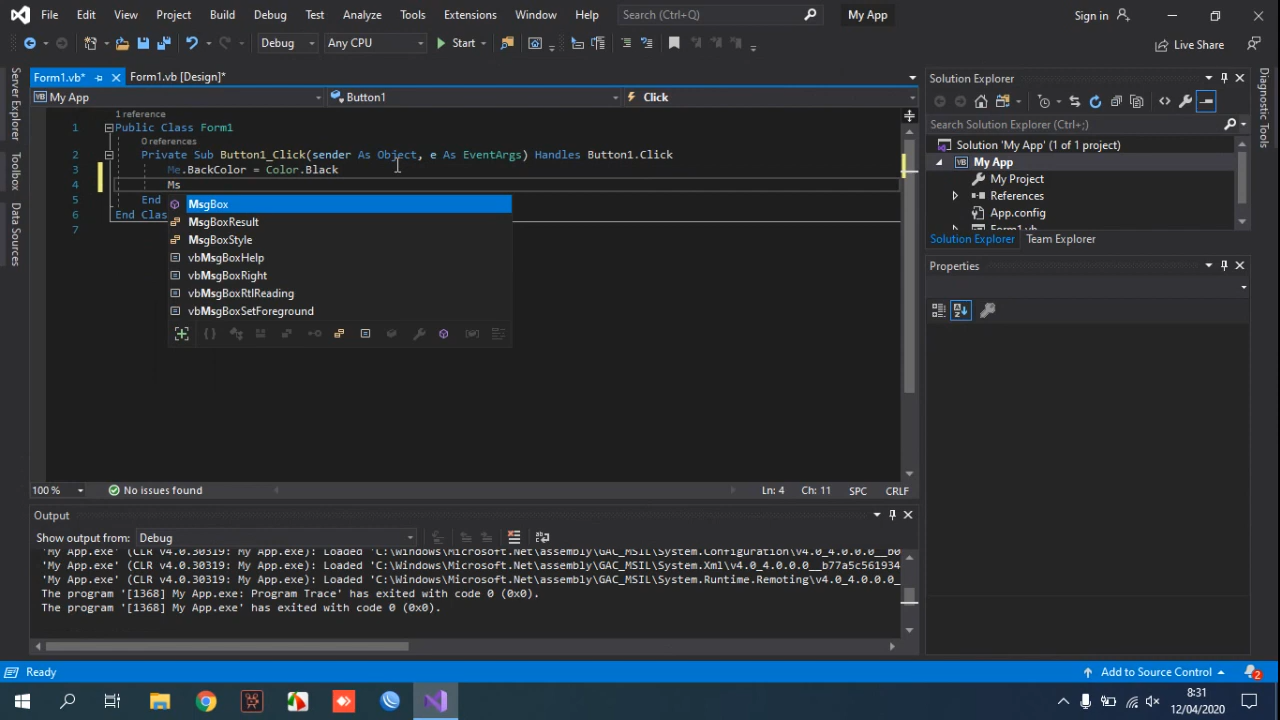 File Edit View Project Build Debug Test Analyze Tools Extensions Window Help Search (Ctrl+Q) My App Sign in
Debug Any CPU Start Live Share
Server Explorer
Toolbox
Data Sources
Form1.vb* Form1.vb [Design]*
My App Button1 Click
1 reference
1 Public Class Form1
0 references
2 Private Sub Button1_Click(sender As Object, e As EventArgs) Handles Button1.Click
3 Me.BackColor = Color.Black
4 Ms
5 End
6 End Clas
7
MsgBox
MsgBoxResult
MsgBoxStyle
vbMsgBoxHelp
vbMsgBoxRight
vbMsgBoxRtlReading
vbMsgBoxSetForeground
100 % No issues found Ln: 4 Ch: 11 SPC CRLF
Output
Show output from: Debug
'My App.exe' (CLR v4.0.30319: My App.exe): Loaded 'C:\Windows\Microsoft.Net\assembly\GAC_MSIL\System.Configuration\v4.0_4.0.0.0__b0
'My App.exe' (CLR v4.0.30319: My App.exe): Loaded 'C:\Windows\Microsoft.Net\assembly\GAC_MSIL\System.Xml\v4.0_4.0.0.0__b77a5c561934
'My App.exe' (CLR v4.0.30319: My App.exe): Loaded 'C:\Windows\Microsoft.Net\assembly\GAC_MSIL\System.Runtime.Remoting\v4.0_4.0.0.0_
The program '[1368] My App.exe: Program Trace' has exited with code 0 (0x0).
The program '[1368] My App.exe' has exited with code 0 (0x0).
Solution Explorer
Search Solution Explorer (Ctrl+;)
Solution 'My App' (1 of 1 project)
My App
My Project
References
App.config
Form1.vb
Solution Explorer Team Explorer
Properties
Diagnostic Tools
Ready Add to Source Control 2
8:31
12/04/2020